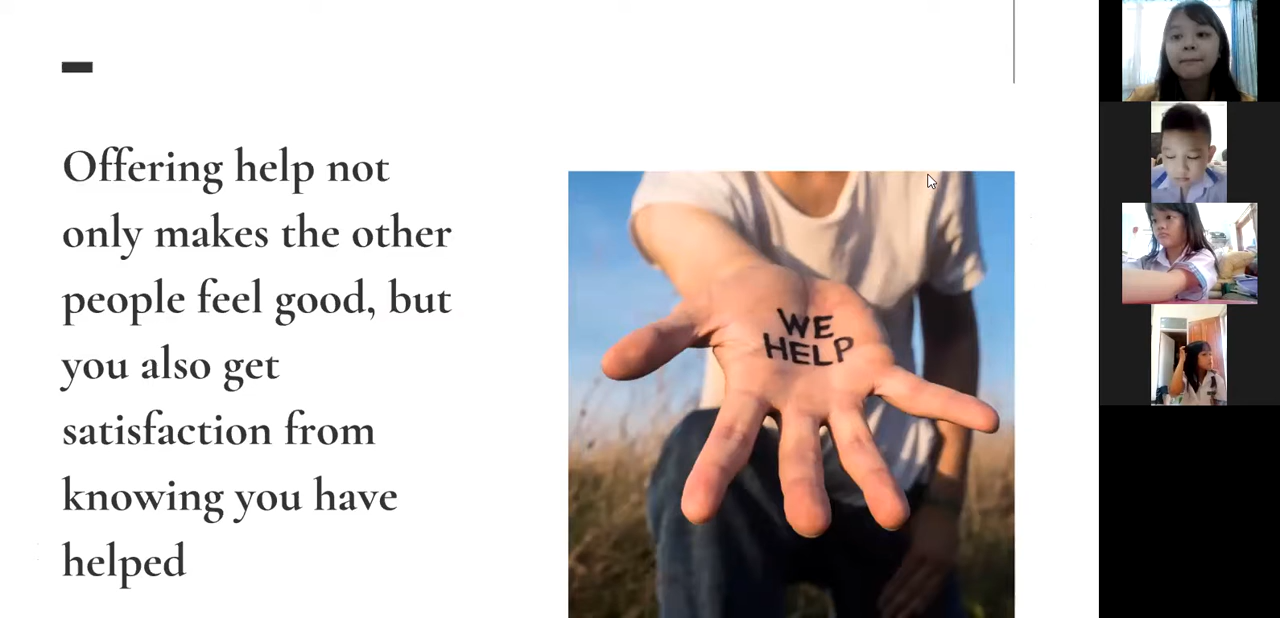 Offering help not
only makes the other
people feel good, but
you also get
satisfaction from
knowing you have
helped
WE
HELP